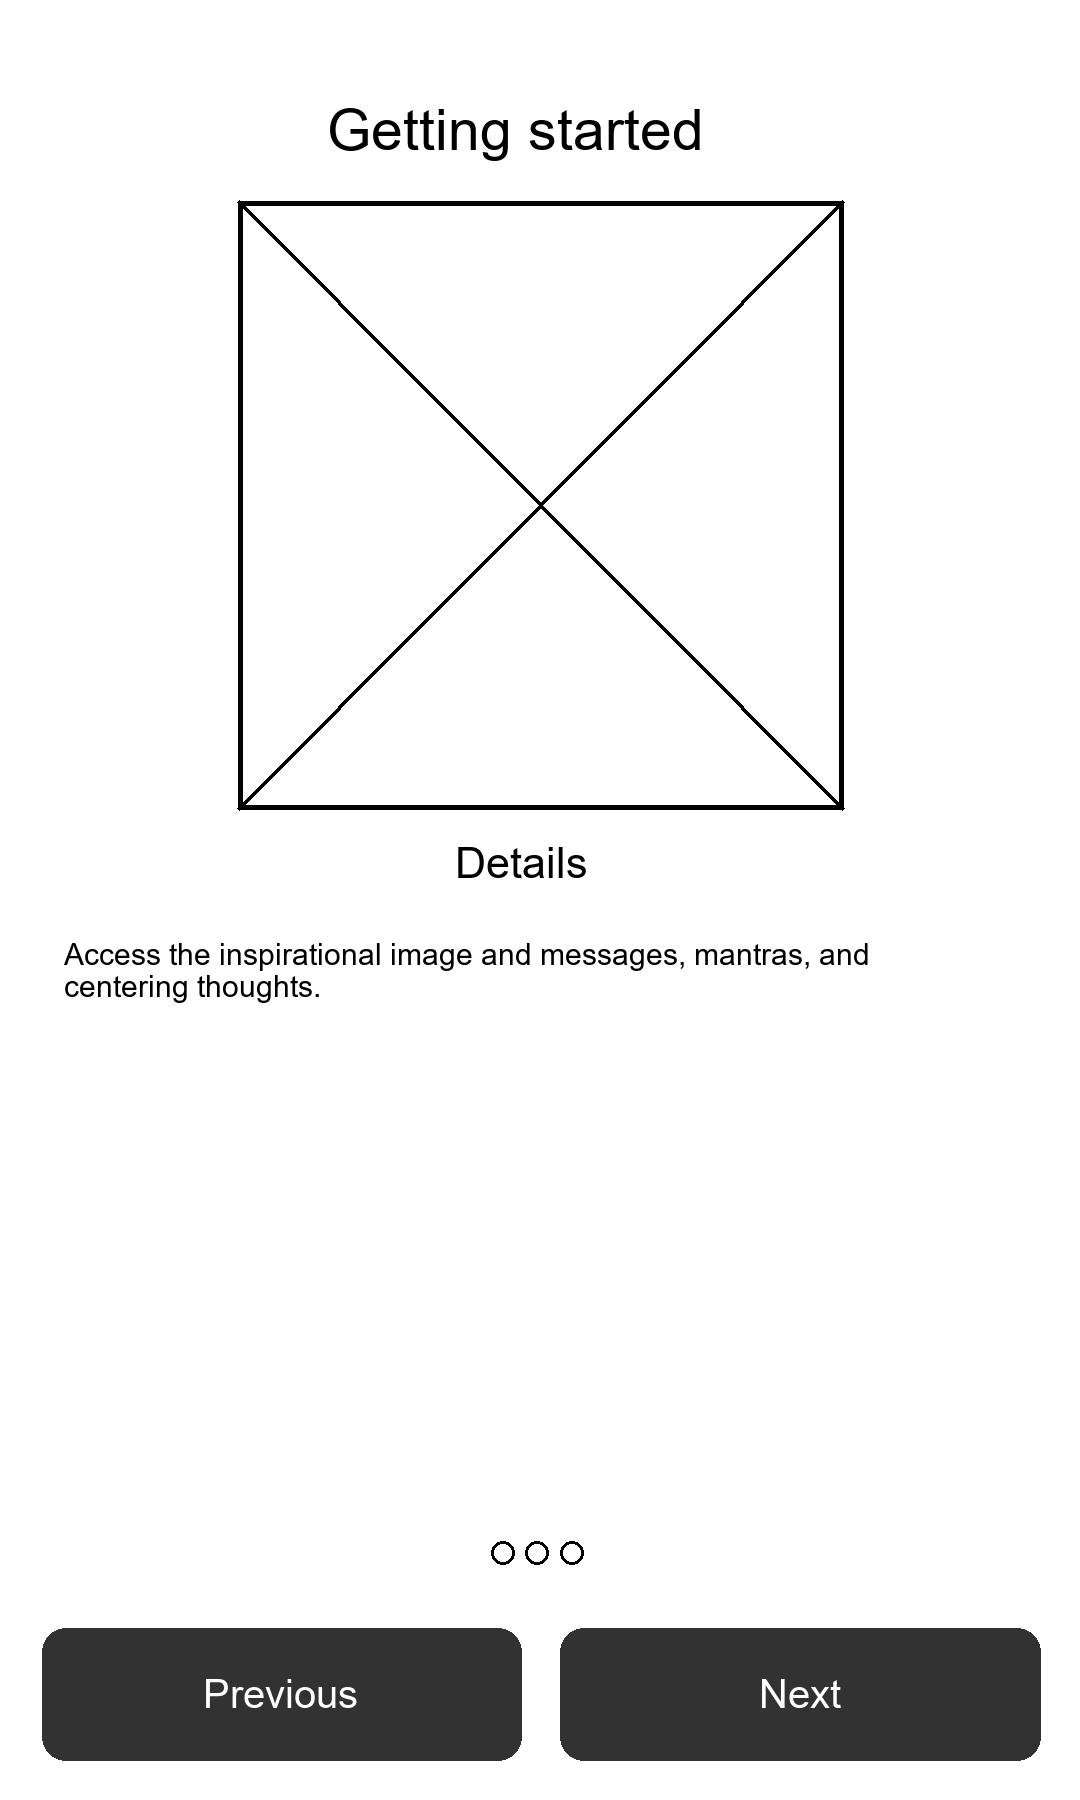 Getting started
Details
Access the inspirational image and messages, mantras, and
centering thoughts.
Previous
Next